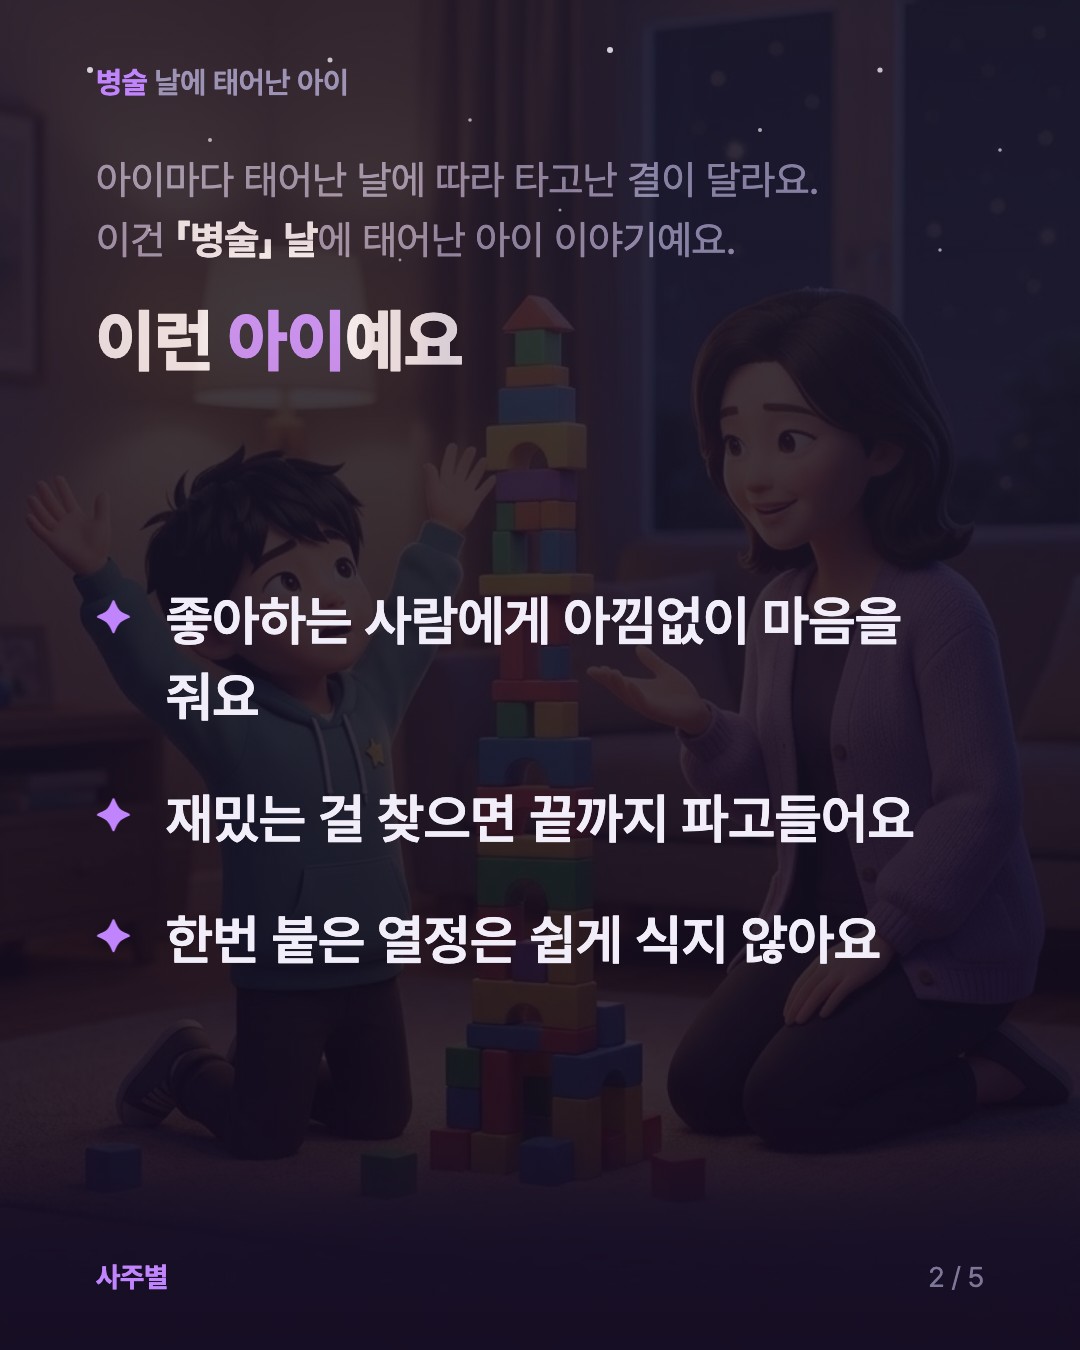 병술 날에 태어난 아이
아이마다 태어난 날에 따라 타고난 결이 달라요.
이건 「병술」 날에 태어난 아이 이야기예요.
이런 아이예요
좋아하는 사람에게 아낌없이 마음을
줘요
재밌는 걸 찾으면 끝까지 파고들어요
한번 붙은 열정은 쉽게 식지 않아요
사주별
2 / 5